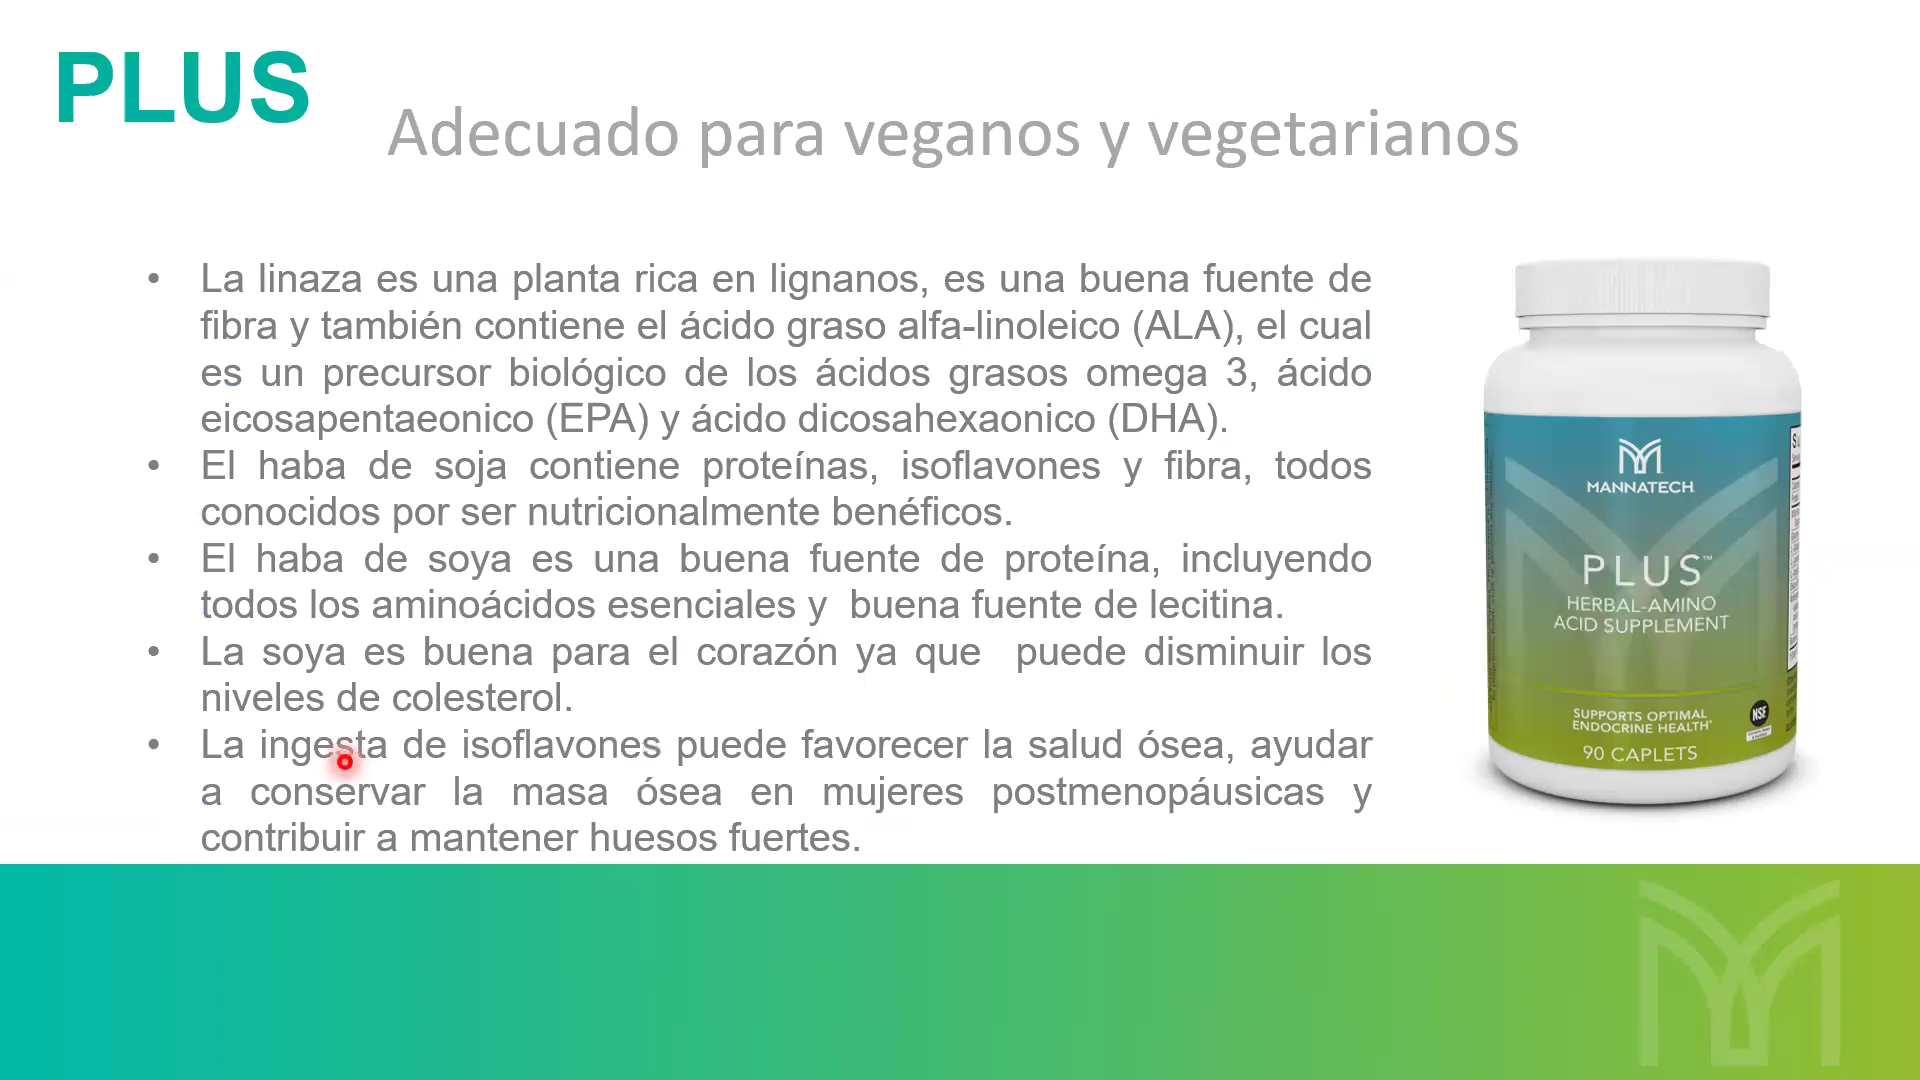 PLUS
Adecuado para veganos y vegetarianos
• La linaza es una planta rica en lignanos, es una buena fuente de
fibra y también contiene el ácido graso alfa-linoleico (ALA), el cual
es un precursor biológico de los ácidos grasos omega 3, ácido
eicosapentaeonico (EPA) y ácido dicosahexaonico (DHA).
• El haba de soja contiene proteínas, isoflavones y fibra, todos
conocidos por ser nutricionalmente benéficos.
• El haba de soya es una buena fuente de proteína, incluyendo
todos los aminoácidos esenciales y buena fuente de lecitina.
• La soya es buena para el corazón ya que puede disminuir los
niveles de colesterol.
• La ingesta de isoflavones puede favorecer la salud ósea, ayudar
a conservar la masa ósea en mujeres postmenopáusicas y
contribuir a mantener huesos fuertes.
MANNATECH
PLUS™
HERBAL-AMINO
ACID SUPPLEMENT
SUPPORTS OPTIMAL
ENDOCRINE HEALTH*
NSF
90 CAPLETS